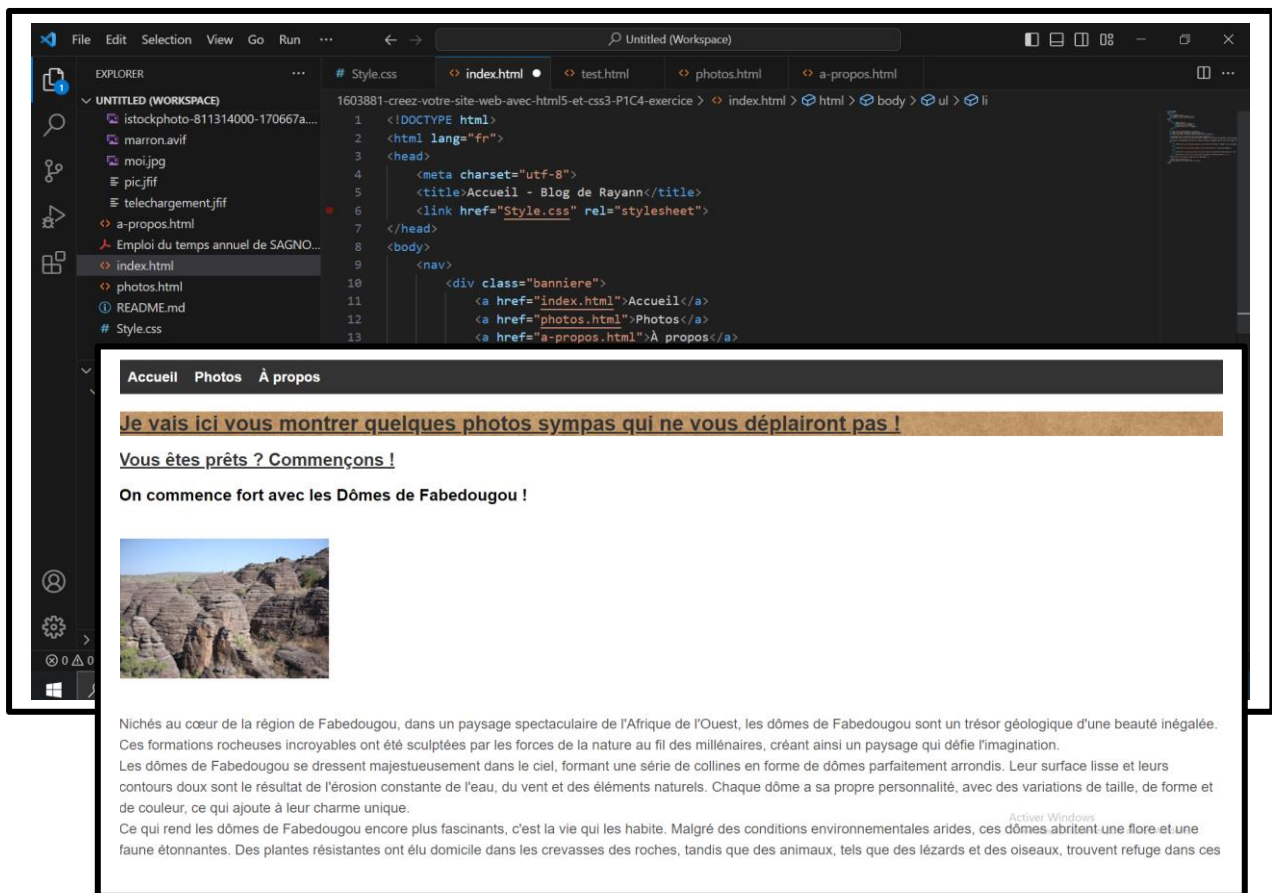 File Edit Selection View Go Run ··· Untitled (Workspace)
EXPLORER ···
# Style.css index.html test.html photos.html a-propos.html ···
UNTITLED (WORKSPACE)
1603881-creez-votre-site-web-avec-html5-et-css3-P1C4-exercice > index.html > html > body > ul > li
istockphoto-811314000-170667a....
marron.avif
moi.jpg
pic.jfif
telechargement.jfif
a-propos.html
Emploi du temps annuel de SAGNO...
index.html
photos.html
README.md
# Style.css
1
1 <!DOCTYPE html>
2 <html lang="fr">
3 <head>
4 <meta charset="utf-8">
5 <title>Accueil - Blog de Rayann</title>
6 <link href="Style.css" rel="stylesheet">
7 </head>
8 <body>
9 <nav>
10 <div class="banniere">
11 <a href="index.html">Accueil</a>
12 <a href="photos.html">Photos</a>
13 <a href="a-propos.html">À propos</a>
0 0
Accueil Photos À propos
Je vais ici vous montrer quelques photos sympas qui ne vous déplairont pas !
Vous êtes prêts ? Commençons !
On commence fort avec les Dômes de Fabedougou !
Nichés au cœur de la région de Fabedougou, dans un paysage spectaculaire de l'Afrique de l'Ouest, les dômes de Fabedougou sont un trésor géologique d'une beauté inégalée.
Ces formations rocheuses incroyables ont été sculptées par les forces de la nature au fil des millénaires, créant ainsi un paysage qui défie l'imagination.
Les dômes de Fabedougou se dressent majestueusement dans le ciel, formant une série de collines en forme de dômes parfaitement arrondis. Leur surface lisse et leurs
contours doux sont le résultat de l'érosion constante de l'eau, du vent et des éléments naturels. Chaque dôme a sa propre personnalité, avec des variations de taille, de forme et
de couleur, ce qui ajoute à leur charme unique.
Activer Windows
Ce qui rend les dômes de Fabedougou encore plus fascinants, c'est la vie qui les habite. Malgré des conditions environnementales arides, ces dômes abritent une flore et une
faune étonnantes. Des plantes résistantes ont élu domicile dans les crevasses des roches, tandis que des animaux, tels que des lézards et des oiseaux, trouvent refuge dans ces